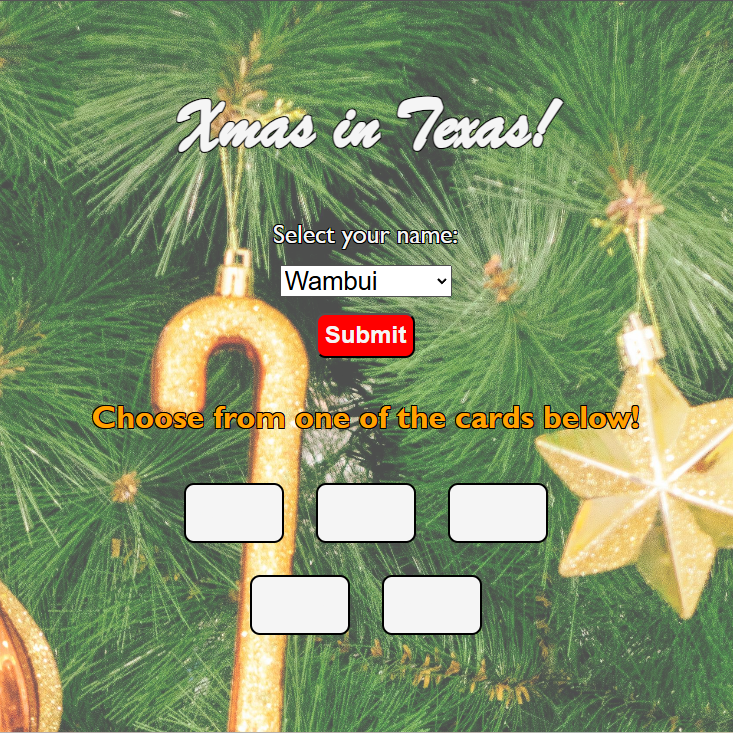 Xmas in Texas!
Select your name:
Wambui
Submit
Choose from one of the cards below!